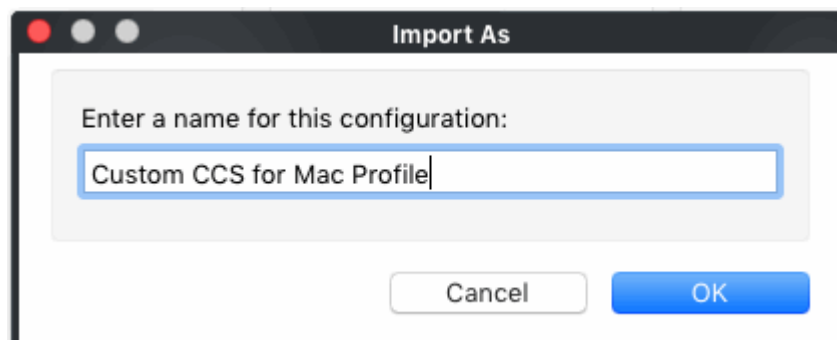 Import As
Enter a name for this configuration:
Custom CCS for Mac Profile
Cancel OK